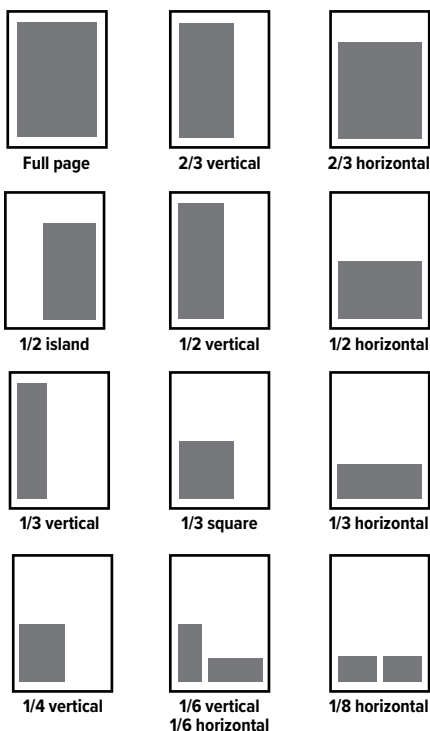 Full page
2/3 vertical
2/3 horizontal
1/2 island
1/2 vertical
1/2 horizontal
1/3 vertical
1/3 square
1/3 horizontal
1/4 vertical
1/6 vertical
1/6 horizontal
1/8 horizontal